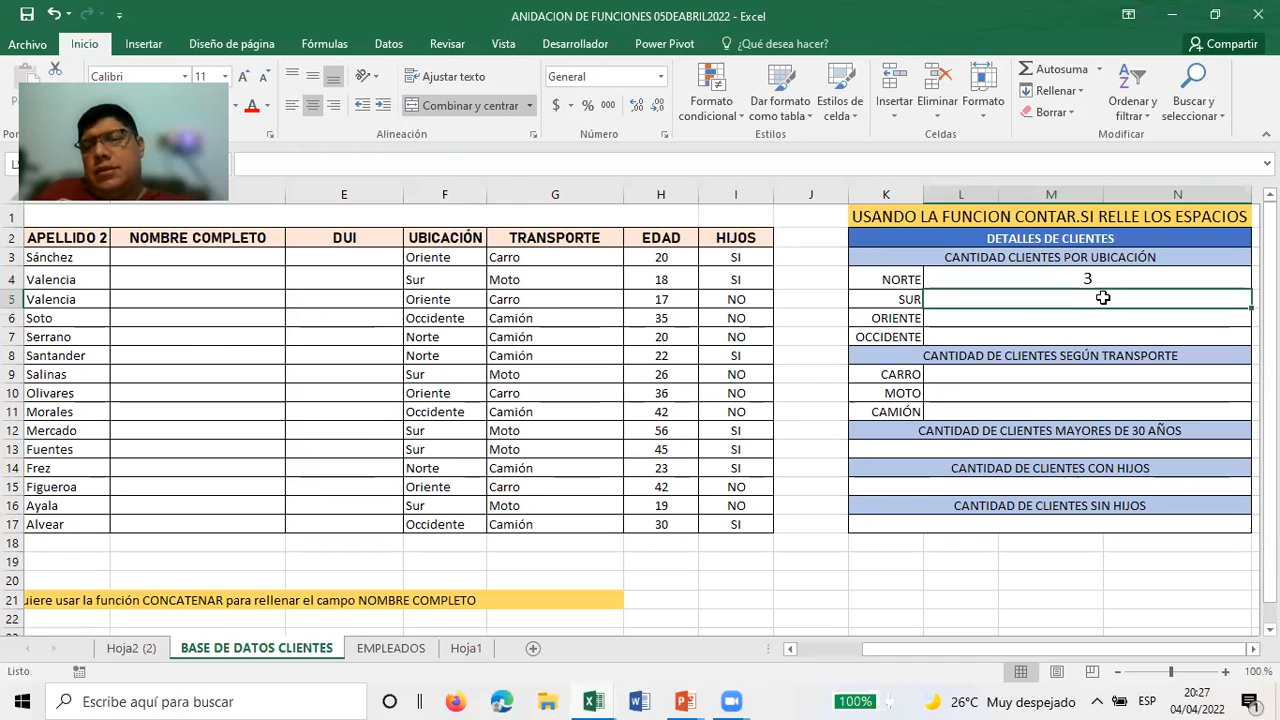 ANIDACION DE FUNCIONES 05DEABRIL2022 - Excel
Archivo Inicio Insertar Diseño de página Fórmulas Datos Revisar Vista Desarrollador Power Pivot ¿Qué desea hacer? Compartir
Calibri 11 Ajustar texto General Autosuma
Combinar y centrar $ % 000 Rellenar
Borrar
Formato condicional Dar formato como tabla Estilos de celda Insertar Eliminar Formato Ordenar y filtrar Buscar y seleccionar
Alineación Número Estilos Celdas Modificar
E F G H I J K L M N
1 USANDO LA FUNCION CONTAR.SI RELLE LOS ESPACIOS
2 APELLIDO 2 NOMBRE COMPLETO DUI UBICACIÓN TRANSPORTE EDAD HIJOS DETALLES DE CLIENTES
3 Sánchez Oriente Carro 20 SI CANTIDAD CLIENTES POR UBICACIÓN
4 Valencia Sur Moto 18 SI NORTE 3
5 Valencia Oriente Carro 17 NO SUR
6 Soto Occidente Camión 35 NO ORIENTE
7 Serrano Norte Camión 20 NO OCCIDENTE
8 Santander Norte Camión 22 SI CANTIDAD DE CLIENTES SEGÚN TRANSPORTE
9 Salinas Sur Moto 26 NO CARRO
10 Olivares Oriente Carro 36 NO MOTO
11 Morales Occidente Camión 42 NO CAMIÓN
12 Mercado Sur Moto 56 SI CANTIDAD DE CLIENTES MAYORES DE 30 AÑOS
13 Fuentes Sur Moto 45 SI
14 Frez Norte Camión 23 SI CANTIDAD DE CLIENTES CON HIJOS
15 Figueroa Oriente Carro 42 NO
16 Ayala Sur Moto 19 NO CANTIDAD DE CLIENTES SIN HIJOS
17 Alvear Occidente Camión 30 SI
18
19
20
21 uiere usar la función CONCATENAR para rellenar el campo NOMBRE COMPLETO
22
Hoja2 (2) BASE DE DATOS CLIENTES EMPLEADOS Hoja1
Listo 100 %
Escribe aquí para buscar 100% 26°C Muy despejado ESP 20:27
04/04/2022